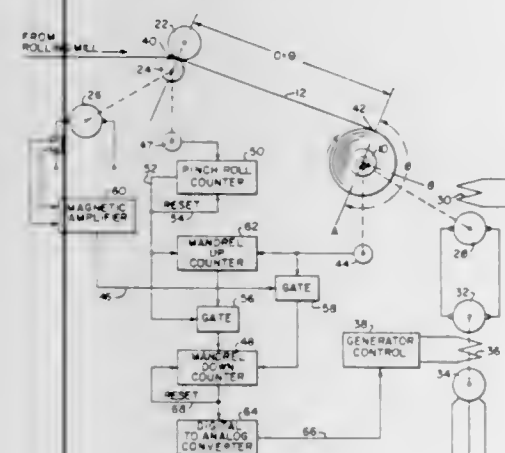 FROM
ROLLING MILL
22
40
24
D=9
12
42
26
10
θ
47
30
A
52
PINCH ROLL
COUNTER
50
28
MAGNETIC
AMPLIFIER
60
RESET
54
62
MANDREL
UP
COUNTER
44
32
46
GATE
58
GATE
56
38
GENERATOR
CONTROL
36
48
MANDREL
DOWN
COUNTER
34
RESET
68
64
DIGITAL
TO ANALOG
CONVERTER
66